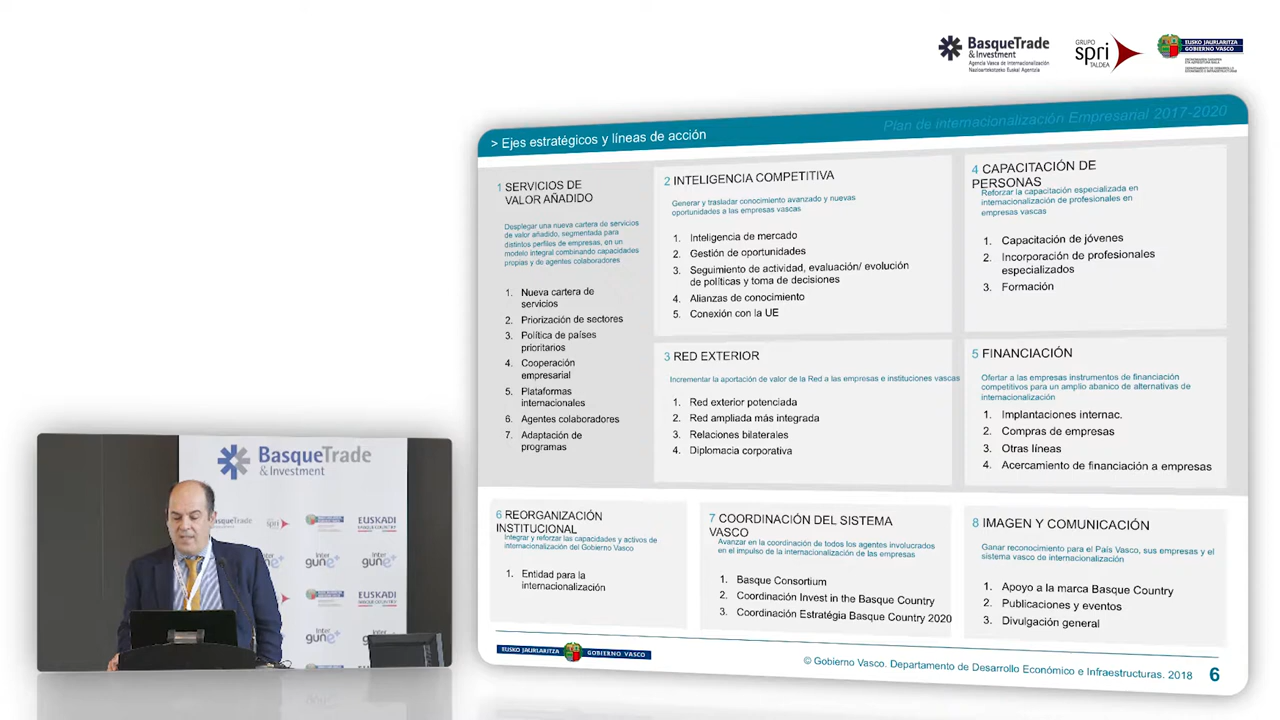 BasqueTrade
& Investment
Agencia Vasca de Internacionalización
Nazioartekotzeko Euskal Agentzia
GRUPO
spri
TALDEA
EUSKO JAURLARITZA
GOBIERNO VASCO
> Ejes estratégicos y líneas de acción
Plan de internacionalización Empresarial 2017-2020
1 SERVICIOS DE
VALOR AÑADIDO
Desplegar una nueva cartera de servicios
de valor añadido, segmentada para
distintos perfiles de empresas, en un
modelo integral combinando capacidades
propias y de agentes colaboradores
1. Nueva cartera de
servicios
2. Priorización de sectores
3. Política de países
prioritarios
4. Cooperación
empresarial
5. Plataformas
internacionales
6. Agentes colaboradores
7. Adaptación de
programas
2 INTELIGENCIA COMPETITIVA
Generar y trasladar conocimiento avanzado y nuevas
oportunidades a las empresas vascas
1. Inteligencia de mercado
2. Gestión de oportunidades
3. Seguimiento de actividad, evaluación/ evolución
de políticas y toma de decisiones
4. Alianzas de conocimiento
5. Conexión con la UE
4 CAPACITACIÓN DE
PERSONAS
Reforzar la capacitación especializada en
internacionalización de profesionales en
empresas vascas
1. Capacitación de jóvenes
2. Incorporación de profesionales
especializados
3. Formación
3 RED EXTERIOR
Incrementar la aportación de valor de la Red a las empresas e instituciones vascas
1. Red exterior potenciada
2. Red ampliada más integrada
3. Relaciones bilaterales
4. Diplomacia corporativa
5 FINANCIACIÓN
Ofertar a las empresas instrumentos de financiación
competitivos para un amplio abanico de alternativas de
internacionalización
1. Implantaciones internac.
2. Compras de empresas
3. Otras líneas
4. Acercamiento de financiación a empresas
6 REORGANIZACIÓN
INSTITUCIONAL
Integrar y reforzar las capacidades y activos de
internacionalización del Gobierno Vasco
1. Entidad para la
internacionalización
7 COORDINACIÓN DEL SISTEMA
VASCO
Avanzar en la coordinación de todos los agentes involucrados
en el impulso de la internacionalización de las empresas
1. Basque Consortium
2. Coordinación Invest in the Basque Country
3. Coordinación Estratégia Basque Country 2020
8 IMAGEN Y COMUNICACIÓN
Ganar reconocimiento para el País Vasco, sus empresas y el
sistema vasco de internacionalización
1. Apoyo a la marca Basque Country
2. Publicaciones y eventos
3. Divulgación general
EUSKO JAURLARITZA
GOBIERNO VASCO
© Gobierno Vasco. Departamento de Desarrollo Económico e Infraestructuras. 2018
6
BasqueTrade
& Investment
queTrade
spri
EUSKADI
BASQUE COUNTRY
inter
gune+
inter
gune+
EUSKADI
BASQUE COUNTRY
inter
gune+